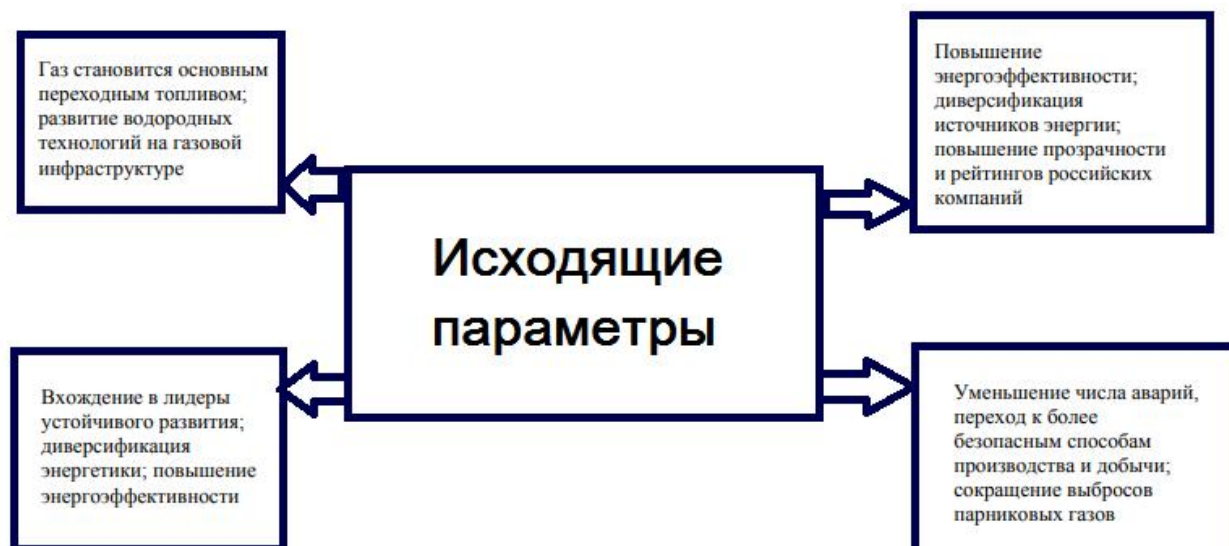 Газ становится основным
переходным топливом;
развитие водородных
технологий на газовой
инфраструктуре
Повышение
энергоэффективности;
диверсификация
источников энергии;
повышение прозрачности
и рейтингов российских
компаний
Исходящие
параметры
Вхождение в лидеры
устойчивого развития;
диверсификация
энергетики; повышение
энергоэффективности
Уменьшение числа аварий,
переход к более
безопасным способам
производства и добычи;
сокращение выбросов
парниковых газов